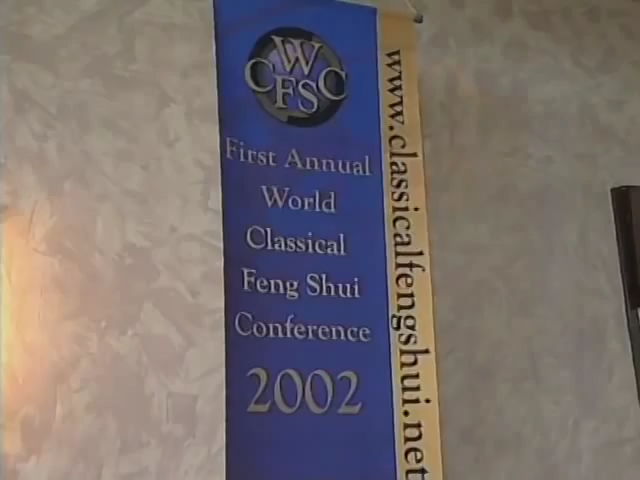 WCFSC
First Annual
World
Classical
Feng Shui
Conference
2002
www.classicalfengshui.net